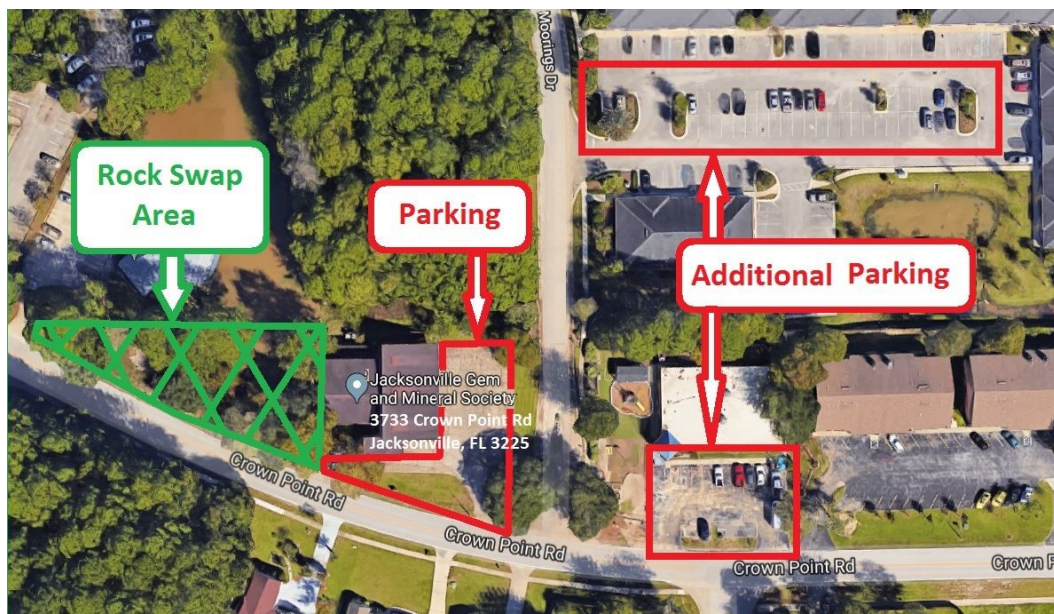 Moorings Dr
Rock Swap
Area
Parking
Additional Parking
Jacksonville Gem
and Mineral Society
3733 Crown Point Rd
Jacksonville, FL 3225
Crown Point Rd
Crown Point Rd
Crown Point Rd
Crown P